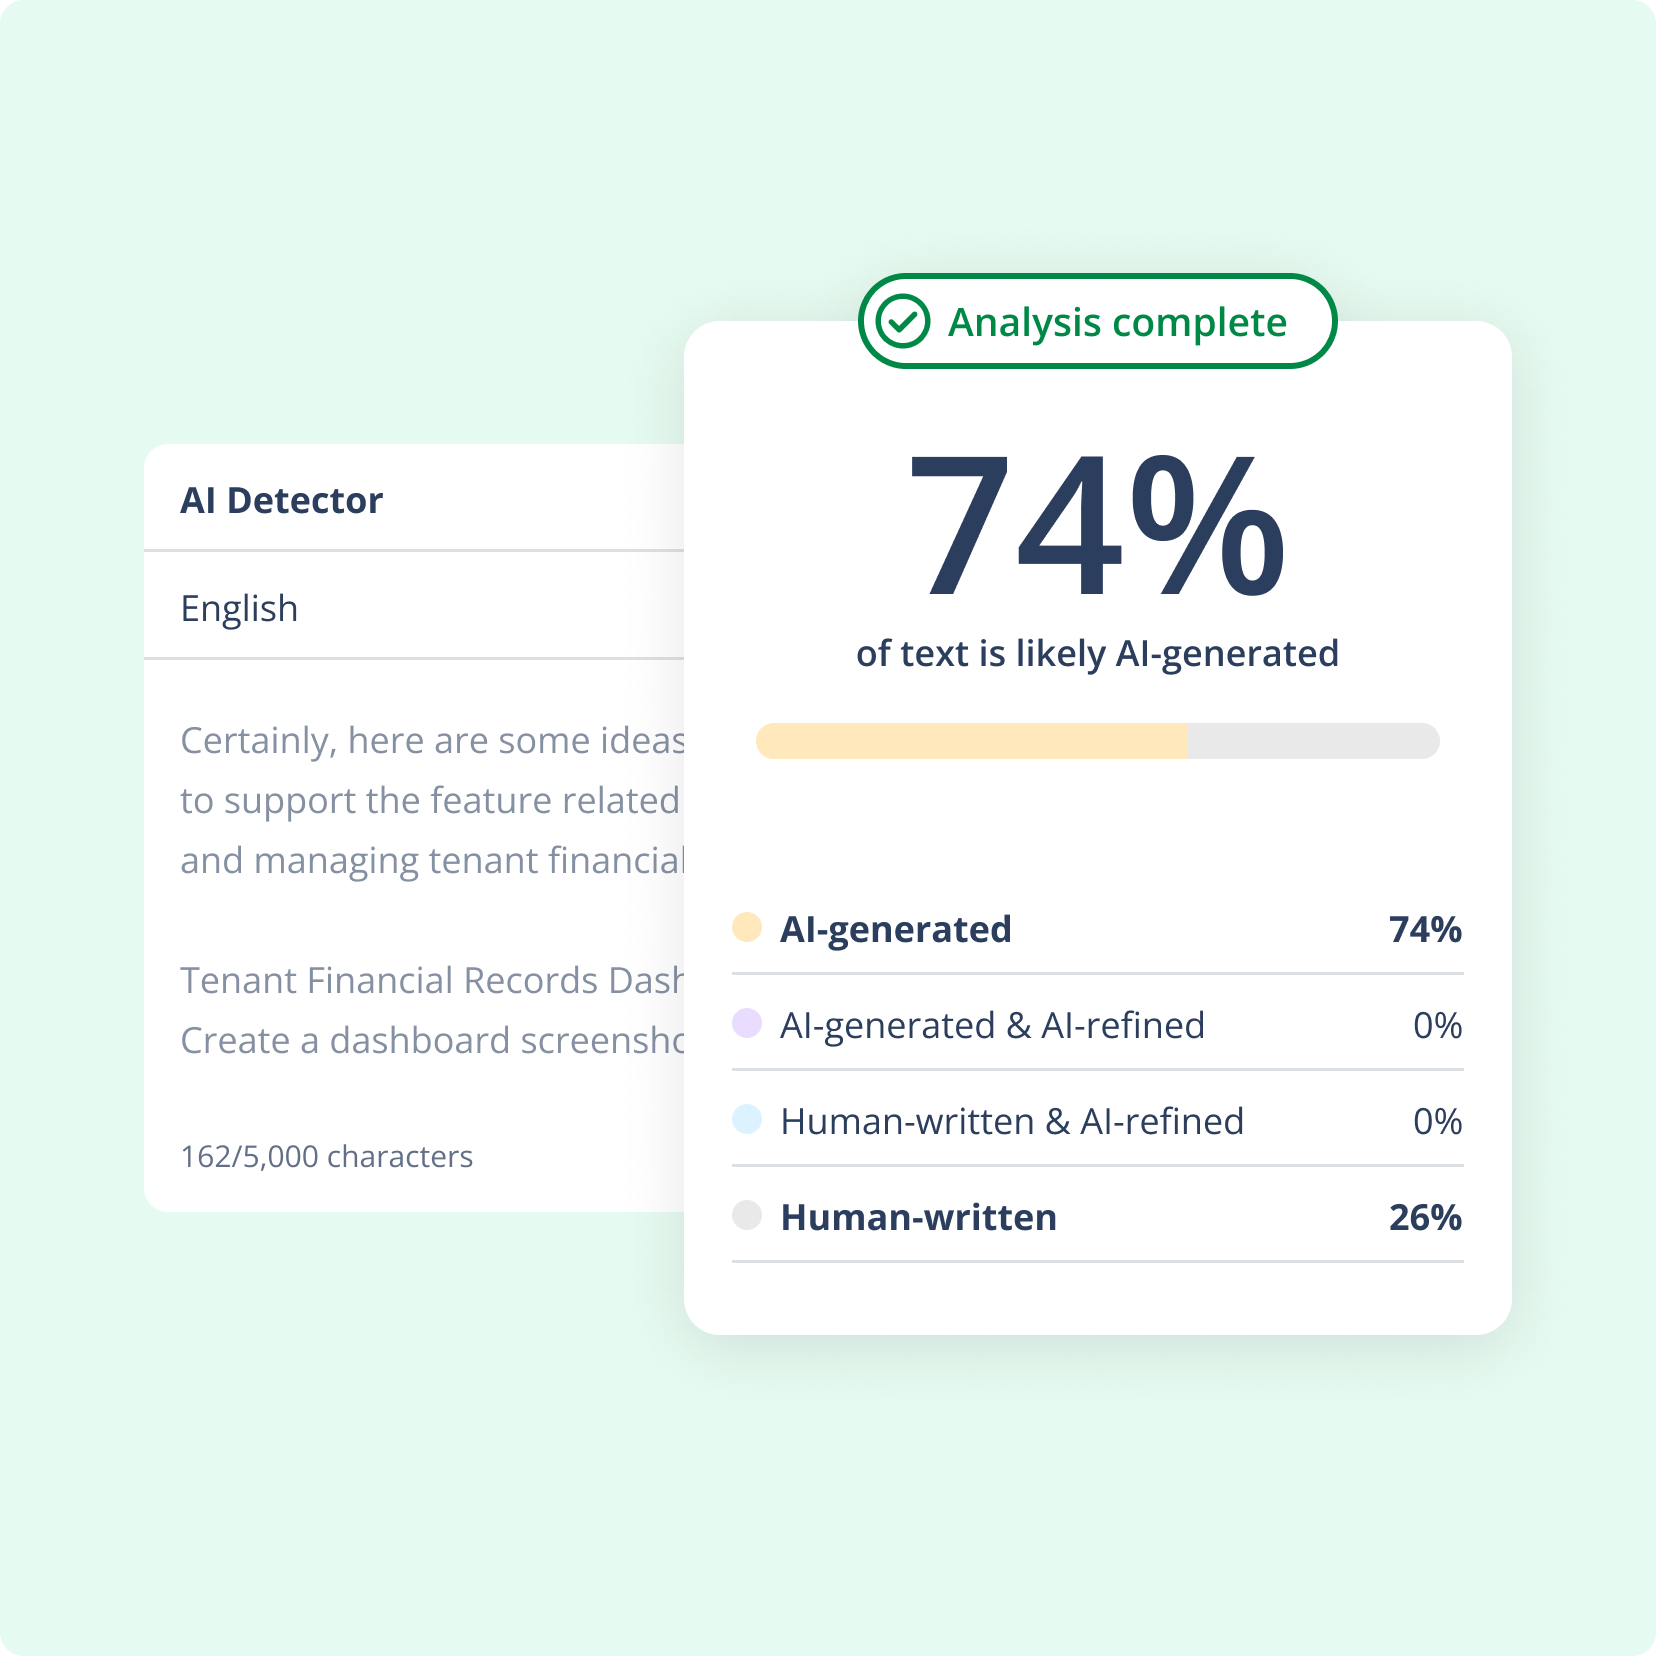 AI Detector
English
Certainly, here are some ideas
to support the feature related
and managing tenant financial
Tenant Financial Records Dash
Create a dashboard screensho
162/5,000 characters
Analysis complete
74%
of text is likely AI-generated
AI-generated 74%
AI-generated & AI-refined 0%
Human-written & AI-refined 0%
Human-written 26%